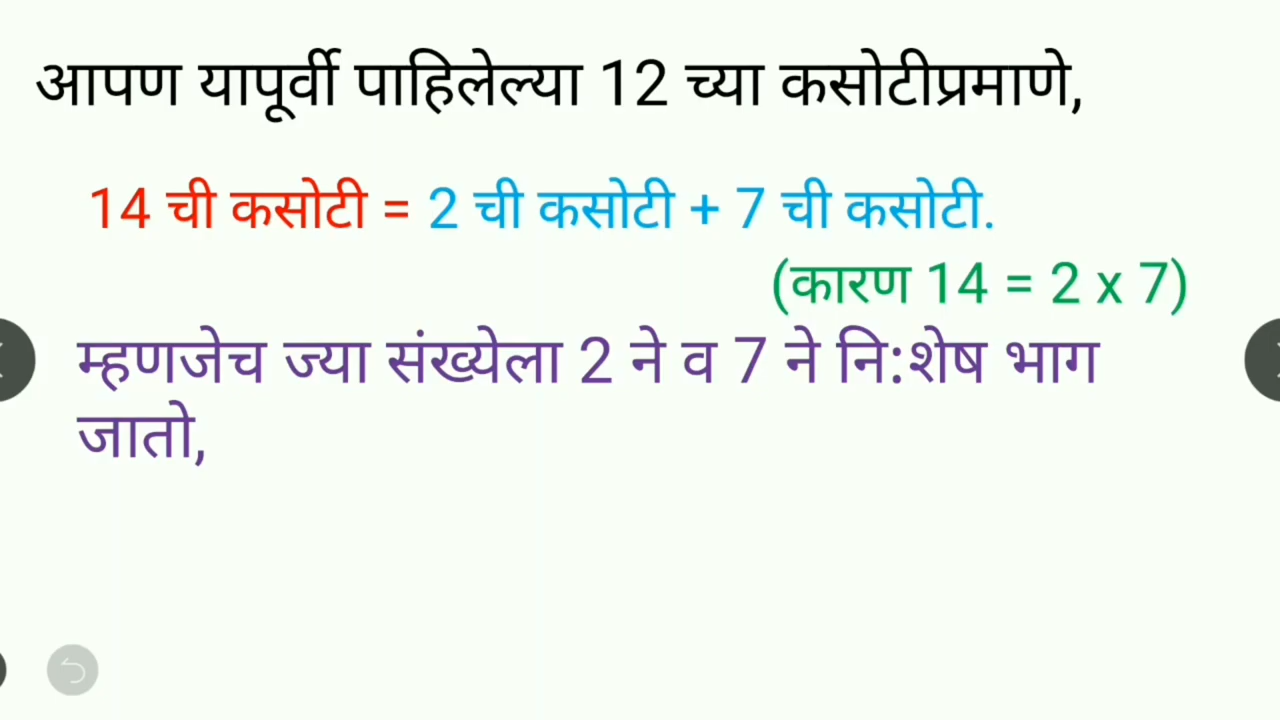 आपण यापूर्वी पाहिलेल्या 12 च्या कसोटीप्रमाणे,
14 ची कसोटी = 2 ची कसोटी + 7 ची कसोटी.
(कारण 14 = 2 x 7)
म्हणजेच ज्या संख्येला 2 ने व 7 ने नि:शेष भाग
जातो,